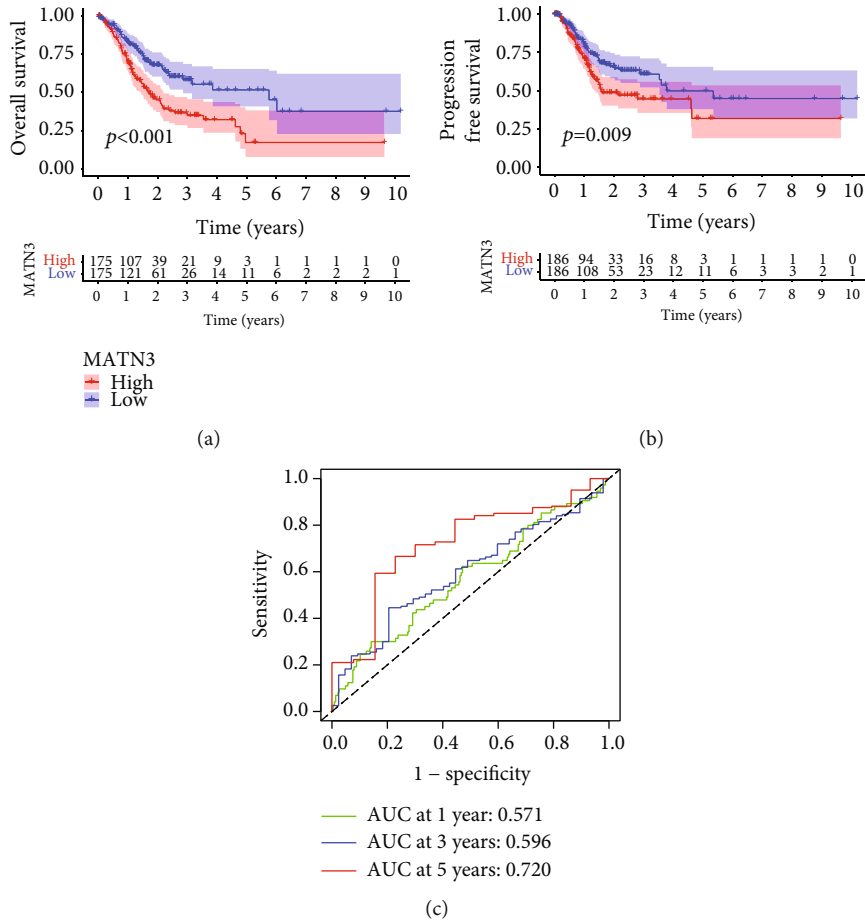 1.00
0.75
0.50
0.25
0.00
Overall survival
p<0.001
0 1 2 3 4 5 6 7 8 9 10
Time (years)
MATN3
High 175 107 39 21 9 3 1 1 1 1 0
Low 175 121 61 26 14 11 6 2 2 2 1
0 1 2 3 4 5 6 7 8 9 10
Time (years)
MATN3
High
Low
(a)
1.00
0.75
0.50
0.25
0.00
Progression
free survival
p=0.009
0 1 2 3 4 5 6 7 8 9 10
Time (years)
MATN3
High 186 94 33 16 8 3 1 1 1 1 0
Low 186 108 53 23 12 11 6 3 3 2 1
0 1 2 3 4 5 6 7 8 9 10
Time (years)
(b)
1.0
0.8
0.6
0.4
0.2
0.0
Sensitivity
0.0 0.2 0.4 0.6 0.8 1.0
1 − specificity
AUC at 1 year: 0.571
AUC at 3 years: 0.596
AUC at 5 years: 0.720
(c)